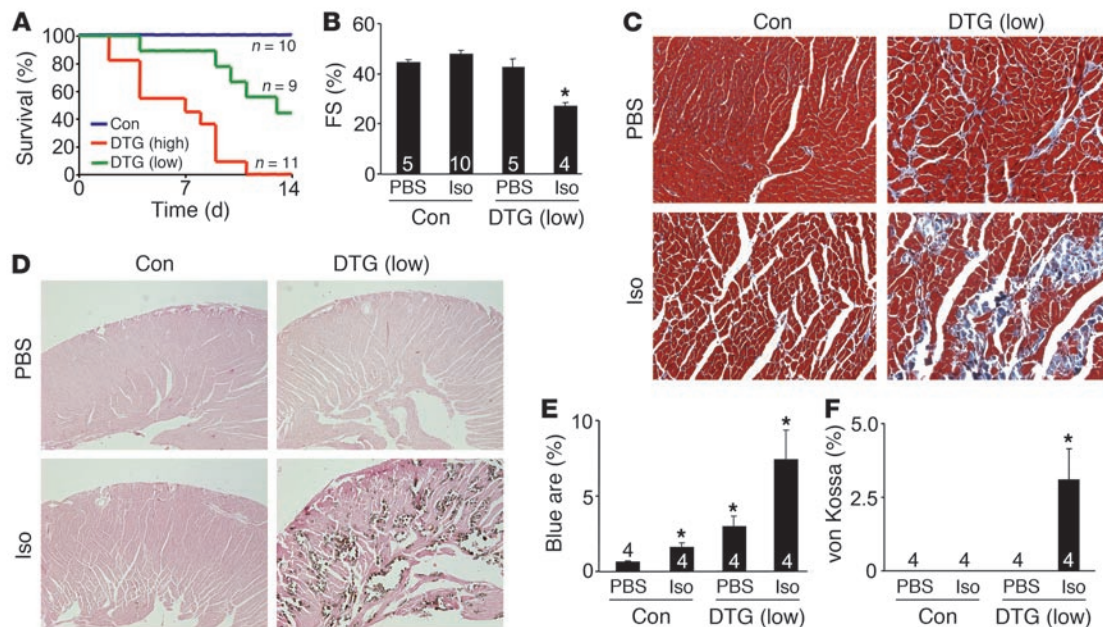 A
Survival (%)
100
80
60
40
20
0
n = 10
n = 9
n = 11
Con
DTG (high)
DTG (low)
0 7 14
Time (d)
B
FS (%)
60
40
20
0
*
5 10 5 4
PBS Iso PBS Iso
Con DTG (low)
C
Con DTG (low)
PBS
Iso
D
Con DTG (low)
PBS
Iso
E
Blue are (%)
10
5
0
* * *
4 4 4 4
PBS Iso PBS Iso
Con DTG (low)
F
von Kossa (%)
5.0
2.5
0
*
4 4 4 4
PBS Iso PBS Iso
Con DTG (low)